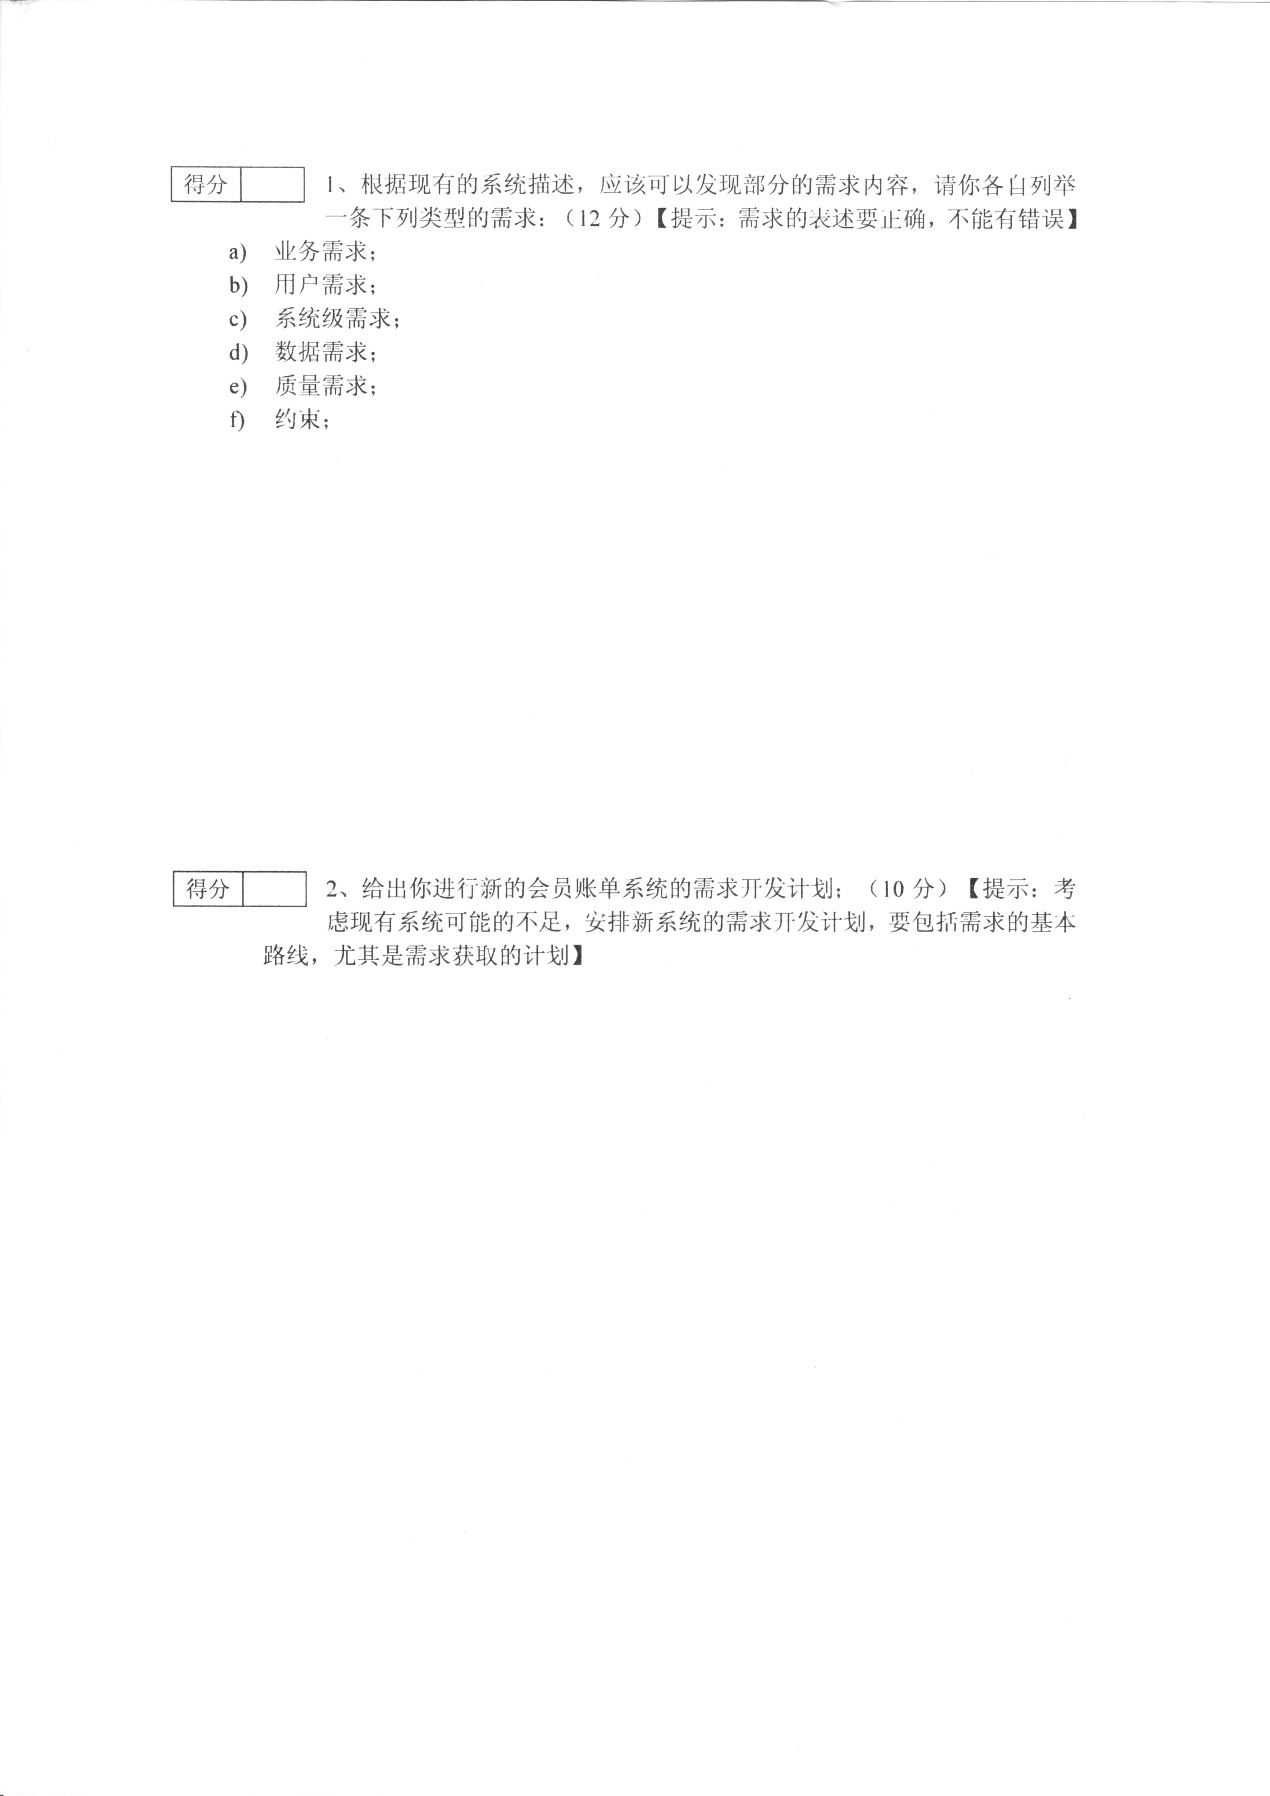 得分 1、根据现有的系统描述，应该可以发现部分的需求内容，请你各自列举
一条下列类型的需求：（12 分）【提示：需求的表述要正确，不能有错误】
a) 业务需求；
b) 用户需求；
c) 系统级需求；
d) 数据需求；
e) 质量需求；
f) 约束；
得分 2、给出你进行新的会员账单系统的需求开发计划；（10 分）【提示：考
虑现有系统可能的不足，安排新系统的需求开发计划，要包括需求的基本
路线，尤其是需求获取的计划】